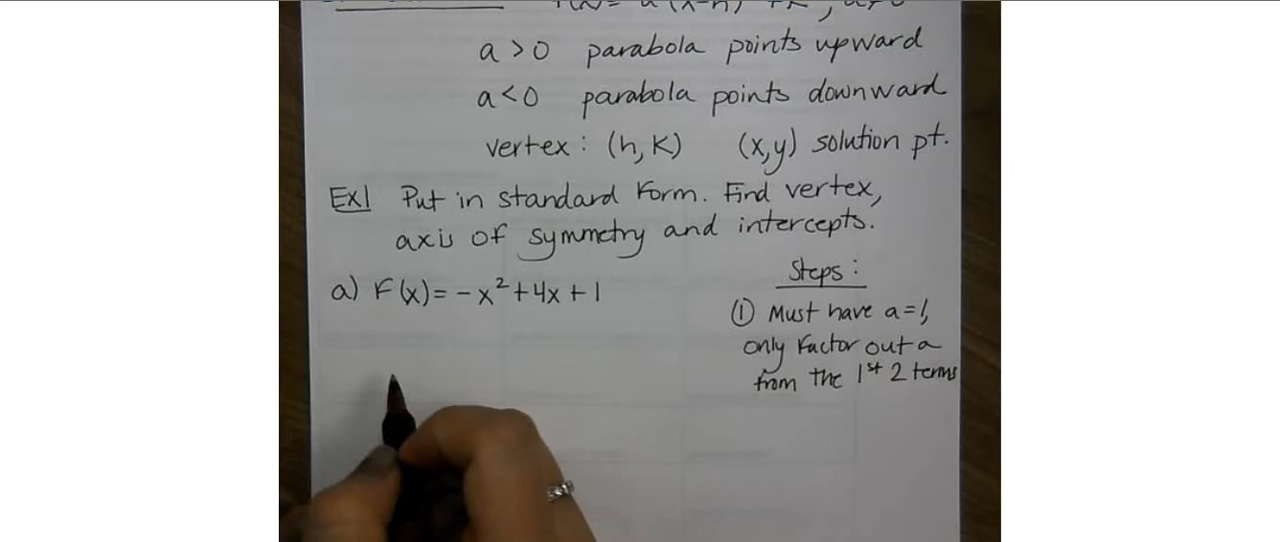 a > 0 parabola points upward
a < 0 parabola points downward
vertex : (h, K) (x,y) solution pt.
Ex1 Put in standard form. Find vertex,
axis of symmetry and intercepts.
a) F(x) = -x² + 4x + 1
Steps :
① Must have a = 1,
only factor out a
from the 1st 2 terms